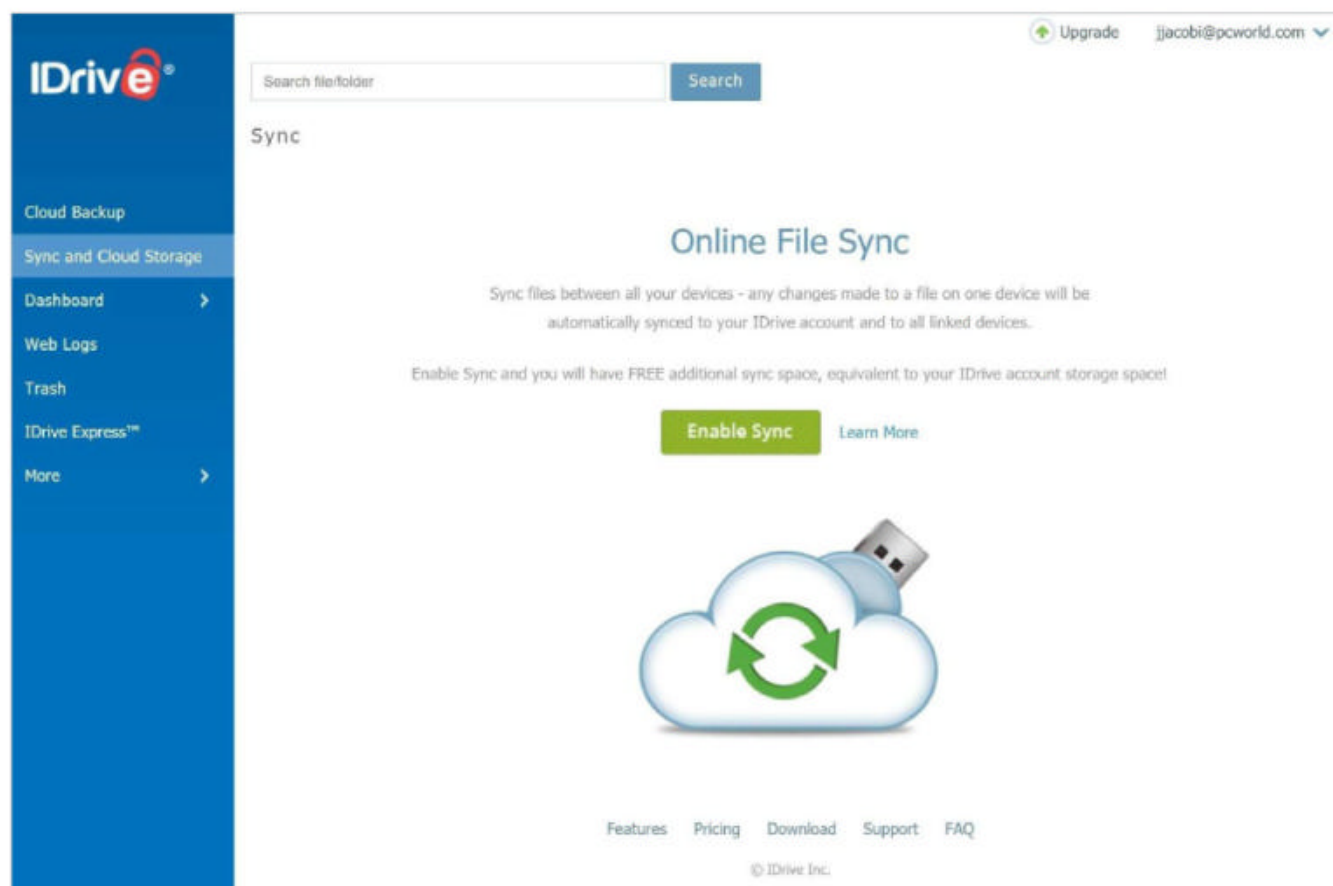 Upgrade jjacobi@pcworld.com
IDrive®
Search file/folder Search
Sync
Cloud Backup
Sync and Cloud Storage
Dashboard
Web Logs
Trash
IDrive Express™
More
Online File Sync
Sync files between all your devices - any changes made to a file on one device will be
automatically synced to your IDrive account and to all linked devices.
Enable Sync and you will have FREE additional sync space, equivalent to your IDrive account storage space!
Enable Sync Learn More
Features Pricing Download Support FAQ
© IDrive Inc.